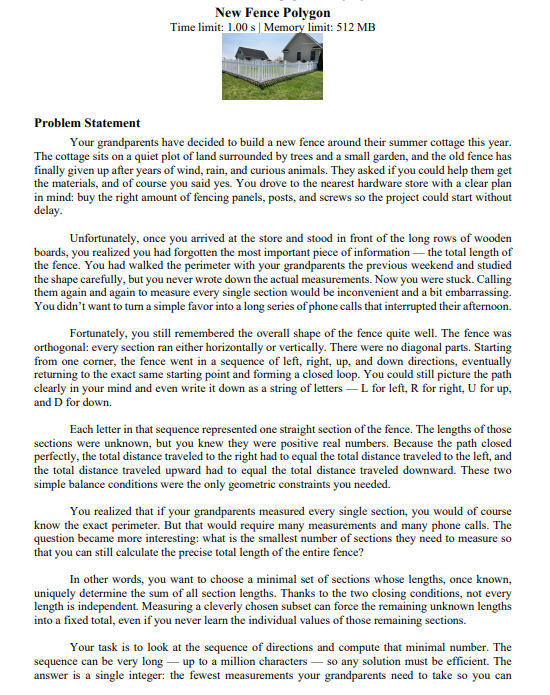 New Fence Polygon
Time limit: 1.00 s | Memory limit: 512 MB
Problem Statement
Your grandparents have decided to build a new fence around their summer cottage this year.
The cottage sits on a quiet plot of land surrounded by trees and a small garden, and the old fence has
finally given up after years of wind, rain, and curious animals. They asked if you could help them get
the materials, and of course you said yes. You drove to the nearest hardware store with a clear plan
in mind: buy the right amount of fencing panels, posts, and screws so the project could start without
delay.
Unfortunately, once you arrived at the store and stood in front of the long rows of wooden
boards, you realized you had forgotten the most important piece of information — the total length of
the fence. You had walked the perimeter with your grandparents the previous weekend and studied
the shape carefully, but you never wrote down the actual measurements. Now you were stuck. Calling
them again and again to measure every single section would be inconvenient and a bit embarrassing.
You didn’t want to turn a simple favor into a long series of phone calls that interrupted their afternoon.
Fortunately, you still remembered the overall shape of the fence quite well. The fence was
orthogonal: every section ran either horizontally or vertically. There were no diagonal parts. Starting
from one corner, the fence went in a sequence of left, right, up, and down directions, eventually
returning to the exact same starting point and forming a closed loop. You could still picture the path
clearly in your mind and even write it down as a string of letters — L for left, R for right, U for up,
and D for down.
Each letter in that sequence represented one straight section of the fence. The lengths of those
sections were unknown, but you knew they were positive real numbers. Because the path closed
perfectly, the total distance traveled to the right had to equal the total distance traveled to the left, and
the total distance traveled upward had to equal the total distance traveled downward. These two
simple balance conditions were the only geometric constraints you needed.
You realized that if your grandparents measured every single section, you would of course
know the exact perimeter. But that would require many measurements and many phone calls. The
question became more interesting: what is the smallest number of sections they need to measure so
that you can still calculate the precise total length of the entire fence?
In other words, you want to choose a minimal set of sections whose lengths, once known,
uniquely determine the sum of all section lengths. Thanks to the two closing conditions, not every
length is independent. Measuring a cleverly chosen subset can force the remaining unknown lengths
into a fixed total, even if you never learn the individual values of those remaining sections.
Your task is to look at the sequence of directions and compute that minimal number. The
sequence can be very long — up to a million characters — so any solution must be efficient. The
answer is a single integer: the fewest measurements your grandparents need to take so you can